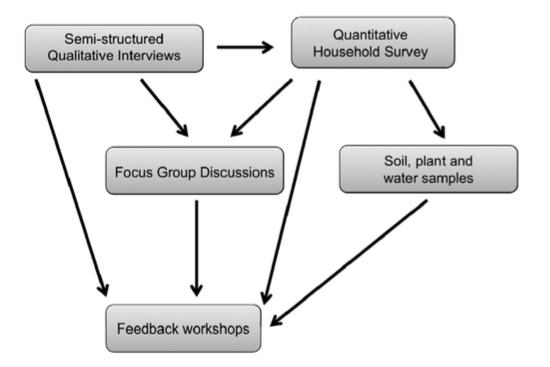 Semi-structured
Qualitative Interviews
Quantitative
Household Survey
Focus Group Discussions
Soil, plant and
water samples
Feedback workshops